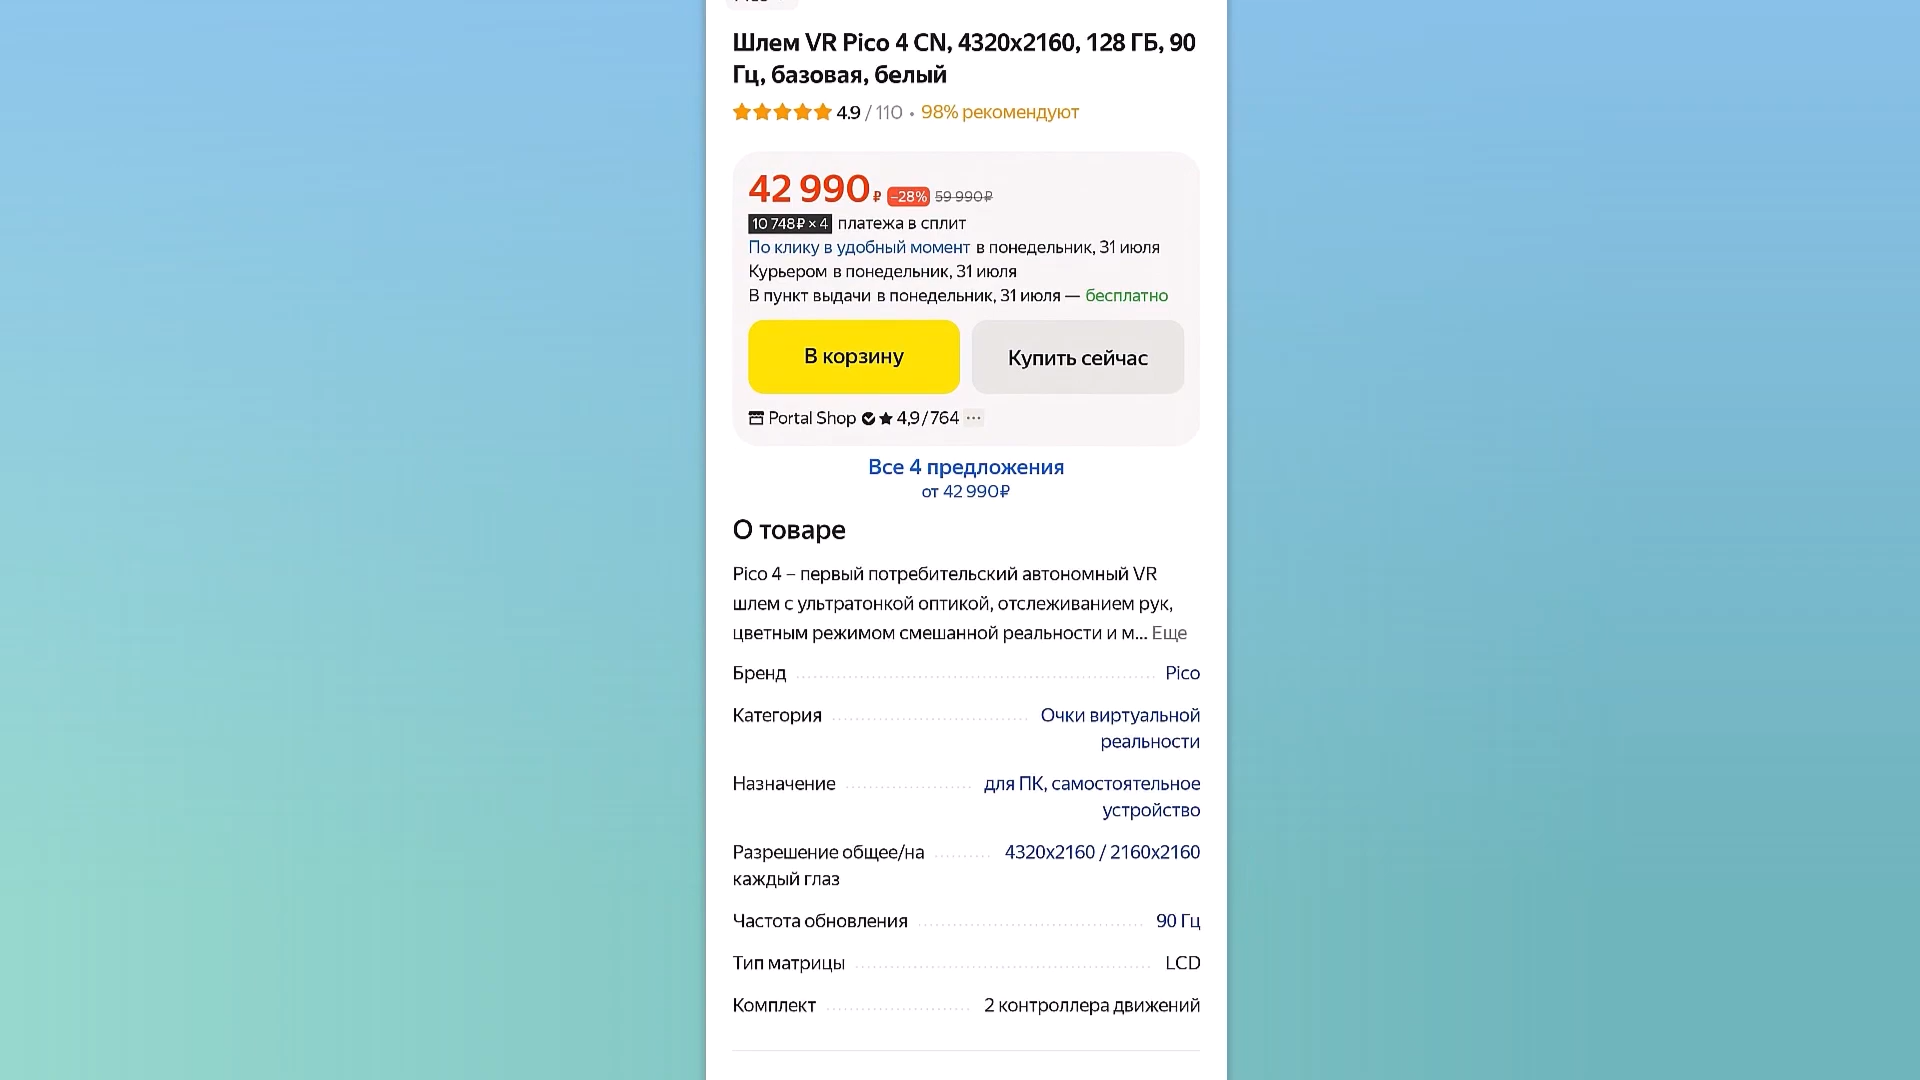 Шлем VR Pico 4 CN, 4320x2160, 128 ГБ, 90
Гц, базовая, белый
4.9 / 110 • 98% рекомендуют
42 990 ₽ −28% 59 990 ₽
10 748 ₽ × 4 платежа в сплит
По клику в удобный момент в понедельник, 31 июля
Курьером в понедельник, 31 июля
В пункт выдачи в понедельник, 31 июля — бесплатно
В корзину
Купить сейчас
Portal Shop 4,9 / 764 ···
Все 4 предложения
от 42 990 ₽
О товаре
Pico 4 – первый потребительский автономный VR
шлем с ультратонкой оптикой, отслеживанием рук,
цветным режимом смешанной реальности и м... Еще
Бренд Pico
Категория Очки виртуальной
реальности
Назначение для ПК, самостоятельное
устройство
Разрешение общее/на 4320x2160 / 2160x2160
каждый глаз
Частота обновления 90 Гц
Тип матрицы LCD
Комплект 2 контроллера движений